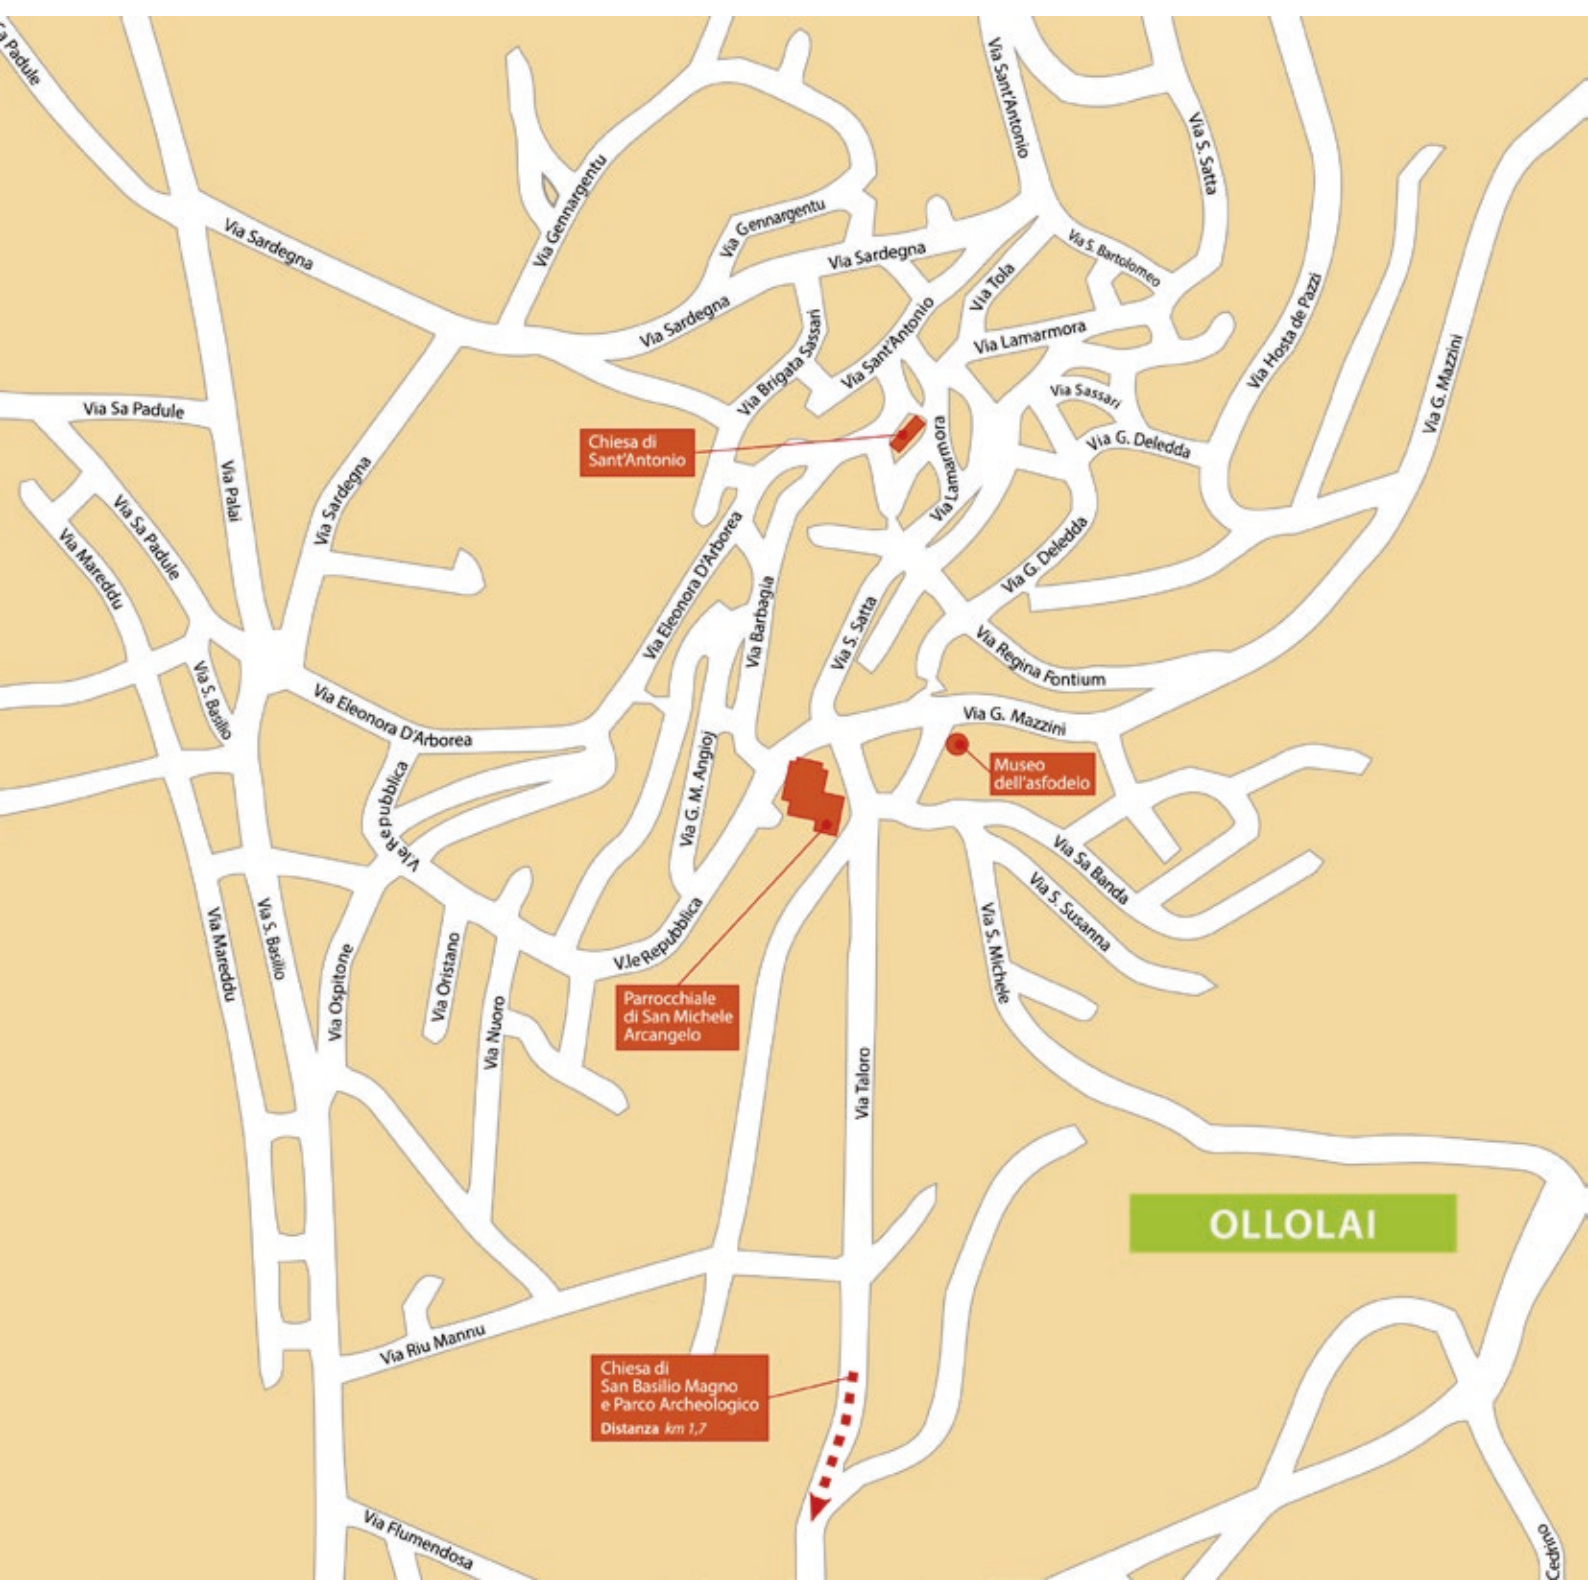 Sa Padule
Via Sant'Antonio
Via S. Satta
Via Gennargentu
Via Gennargentu
Via Sardegna
Via Sardegna
Via S. Bartolomeo
Via Tola
Via Sardegna
Via Hosta de Pazzi
Via Brigata Sassari
Via Sant'Antonio
Via Lamarmora
Via G. Mazzini
Via Sassari
Via Sa Padule
Chiesa di
Sant'Antonio
Via Lamarmora
Via G. Deledda
Via Palai
Via Sardegna
Via Sa Padule
Via Mareddu
Via Eleonora D'Arborea
Via Barbagia
Via S. Satta
Via G. Deledda
Via Regina Fontium
Via S. Basilio
Via Eleonora D'Arborea
Via G. Mazzini
Museo
dell'asfodelo
V.le Repubblica
Via G. M. Angioj
Via Sa Banda
Via S. Susanna
Via S. Michele
Via Mareddu
Via S. Basilio
Via Ospitone
Via Oristano
Via Nuoro
V.le Repubblica
Parrocchiale
di San Michele
Arcangelo
Via Taloro
OLLOLAI
Via Riu Mannu
Chiesa di
San Basilio Magno
e Parco Archeologico
Distanza km 1,7
Via Flumendosa
Cedrino